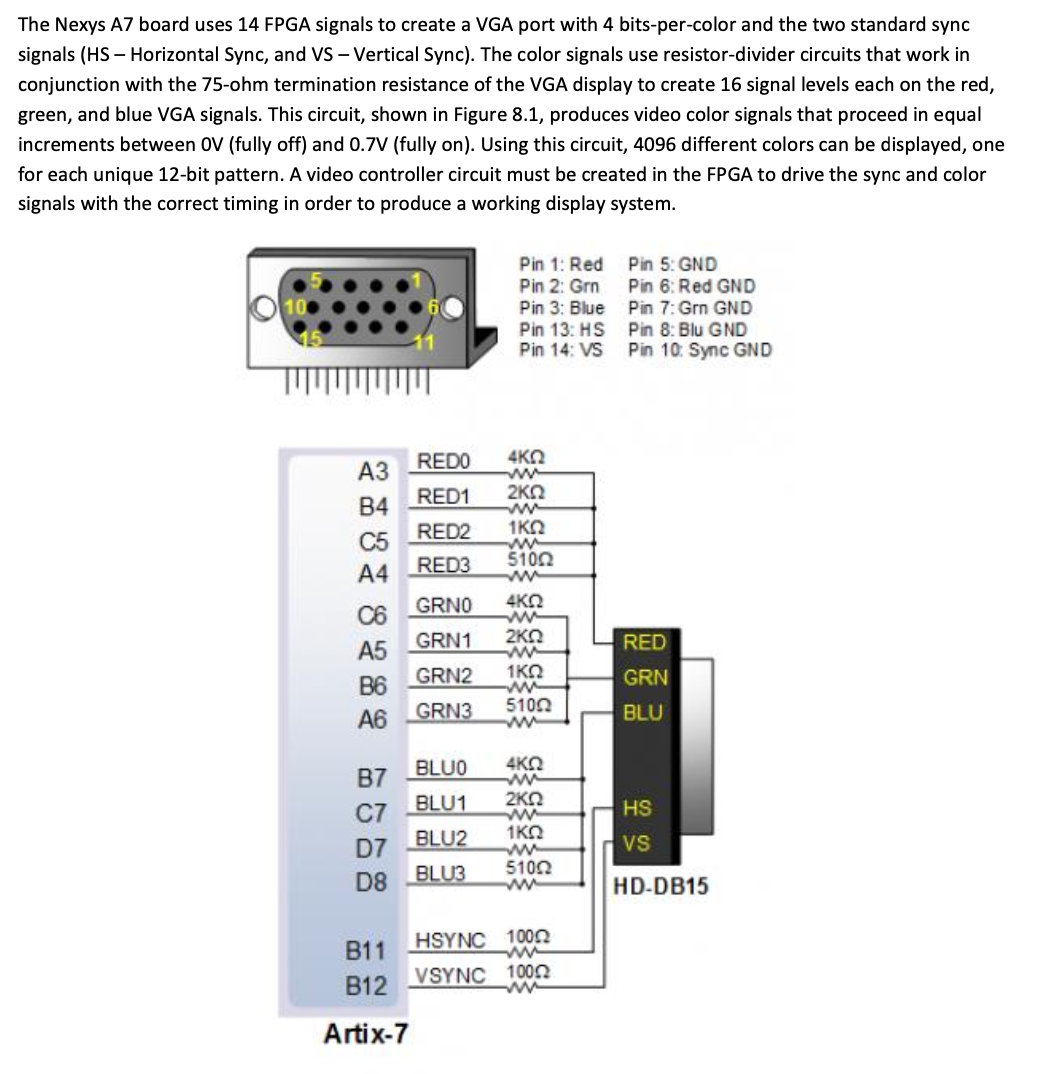 The Nexys A7 board uses 14 FPGA signals to create a VGA port with 4 bits-per-color and the two standard sync
signals (HS – Horizontal Sync, and VS – Vertical Sync). The color signals use resistor-divider circuits that work in
conjunction with the 75-ohm termination resistance of the VGA display to create 16 signal levels each on the red,
green, and blue VGA signals. This circuit, shown in Figure 8.1, produces video color signals that proceed in equal
increments between 0V (fully off) and 0.7V (fully on). Using this circuit, 4096 different colors can be displayed, one
for each unique 12-bit pattern. A video controller circuit must be created in the FPGA to drive the sync and color
signals with the correct timing in order to produce a working display system.
5 1
10 6
15 11
Pin 1: Red Pin 5: GND
Pin 2: Grn Pin 6: Red GND
Pin 3: Blue Pin 7: Grn GND
Pin 13: HS Pin 8: Blu GND
Pin 14: VS Pin 10: Sync GND
A3 RED0 4KΩ
B4 RED1 2KΩ
C5 RED2 1KΩ
A4 RED3 510Ω
C6 GRN0 4KΩ
A5 GRN1 2KΩ
B6 GRN2 1KΩ
A6 GRN3 510Ω
B7 BLU0 4KΩ
C7 BLU1 2KΩ
D7 BLU2 1KΩ
D8 BLU3 510Ω
B11 HSYNC 100Ω
B12 VSYNC 100Ω
Artix-7
RED
GRN
BLU
HS
VS
HD-DB15